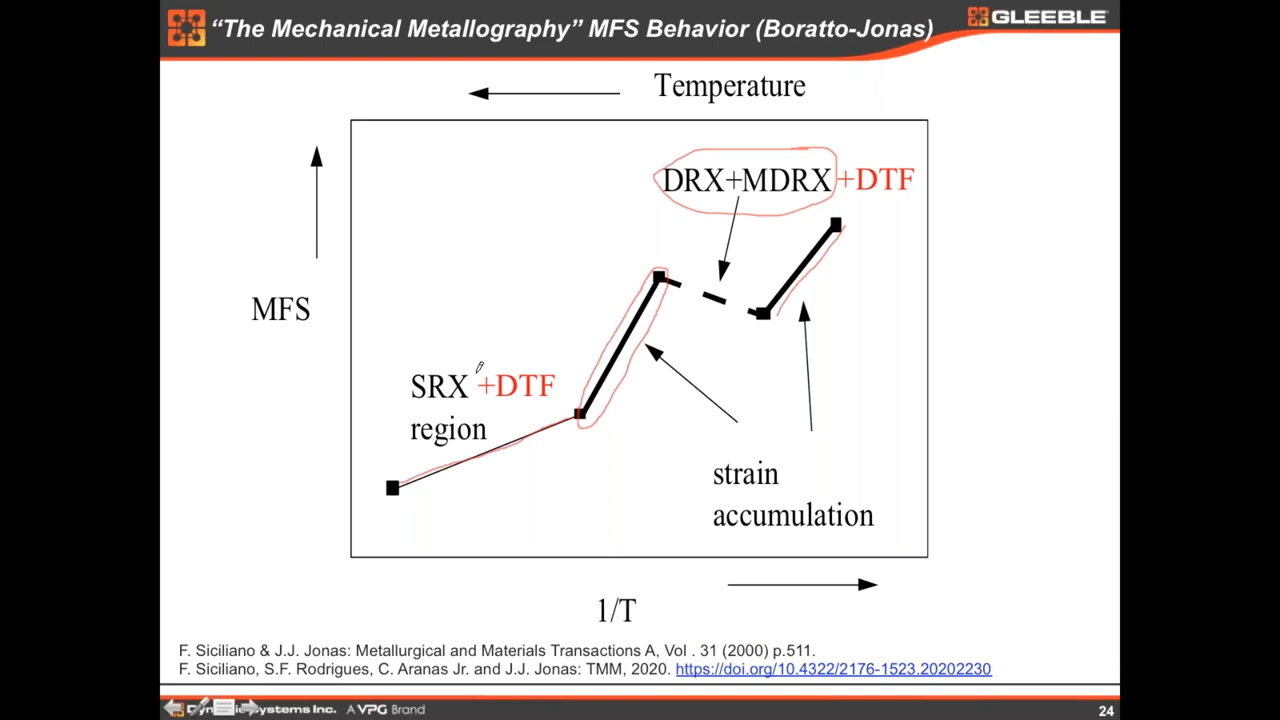 “The Mechanical Metallography” MFS Behavior (Boratto-Jonas)
GLEEBLE
Temperature
DRX+MDRX +DTF
MFS
SRX +DTF
region
strain
accumulation
1/T
F. Siciliano & J.J. Jonas: Metallurgical and Materials Transactions A, Vol . 31 (2000) p.511.
F. Siciliano, S.F. Rodrigues, C. Aranas Jr. and J.J. Jonas: TMM, 2020. https://doi.org/10.4322/2176-1523.20202230
Systems Inc. A VPG Brand
24